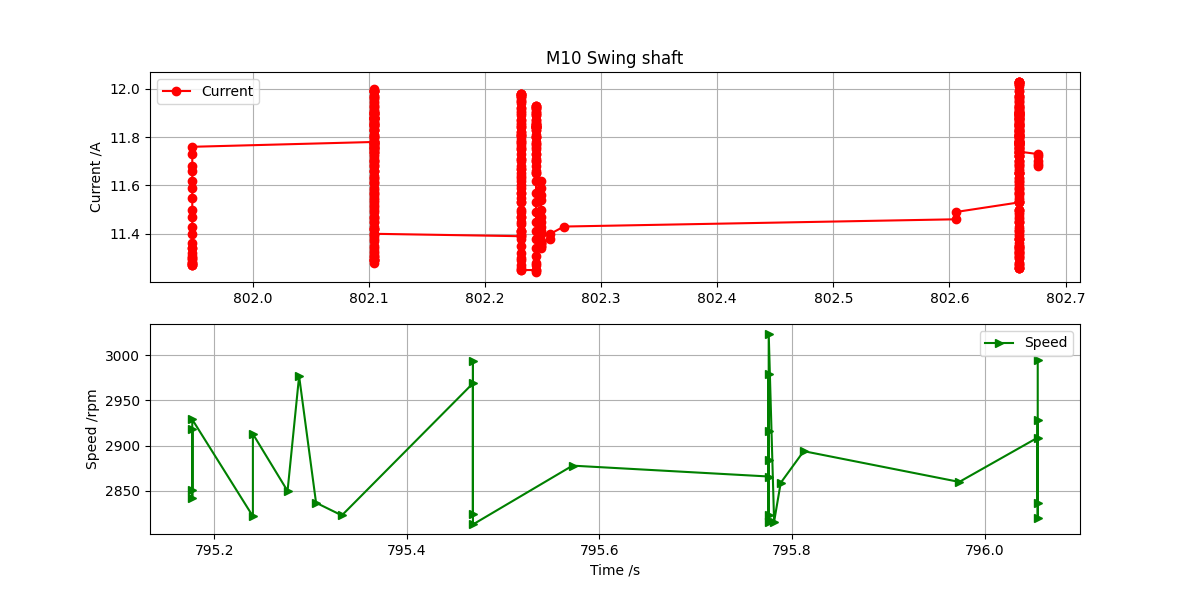 M10 Swing shaft
Current /A
12.0
11.8
11.6
11.4
Current
802.0 802.1 802.2 802.3 802.4 802.5 802.6 802.7
Speed /rpm
3000
2950
2900
2850
Speed
795.2 795.4 795.6 795.8 796.0
Time /s